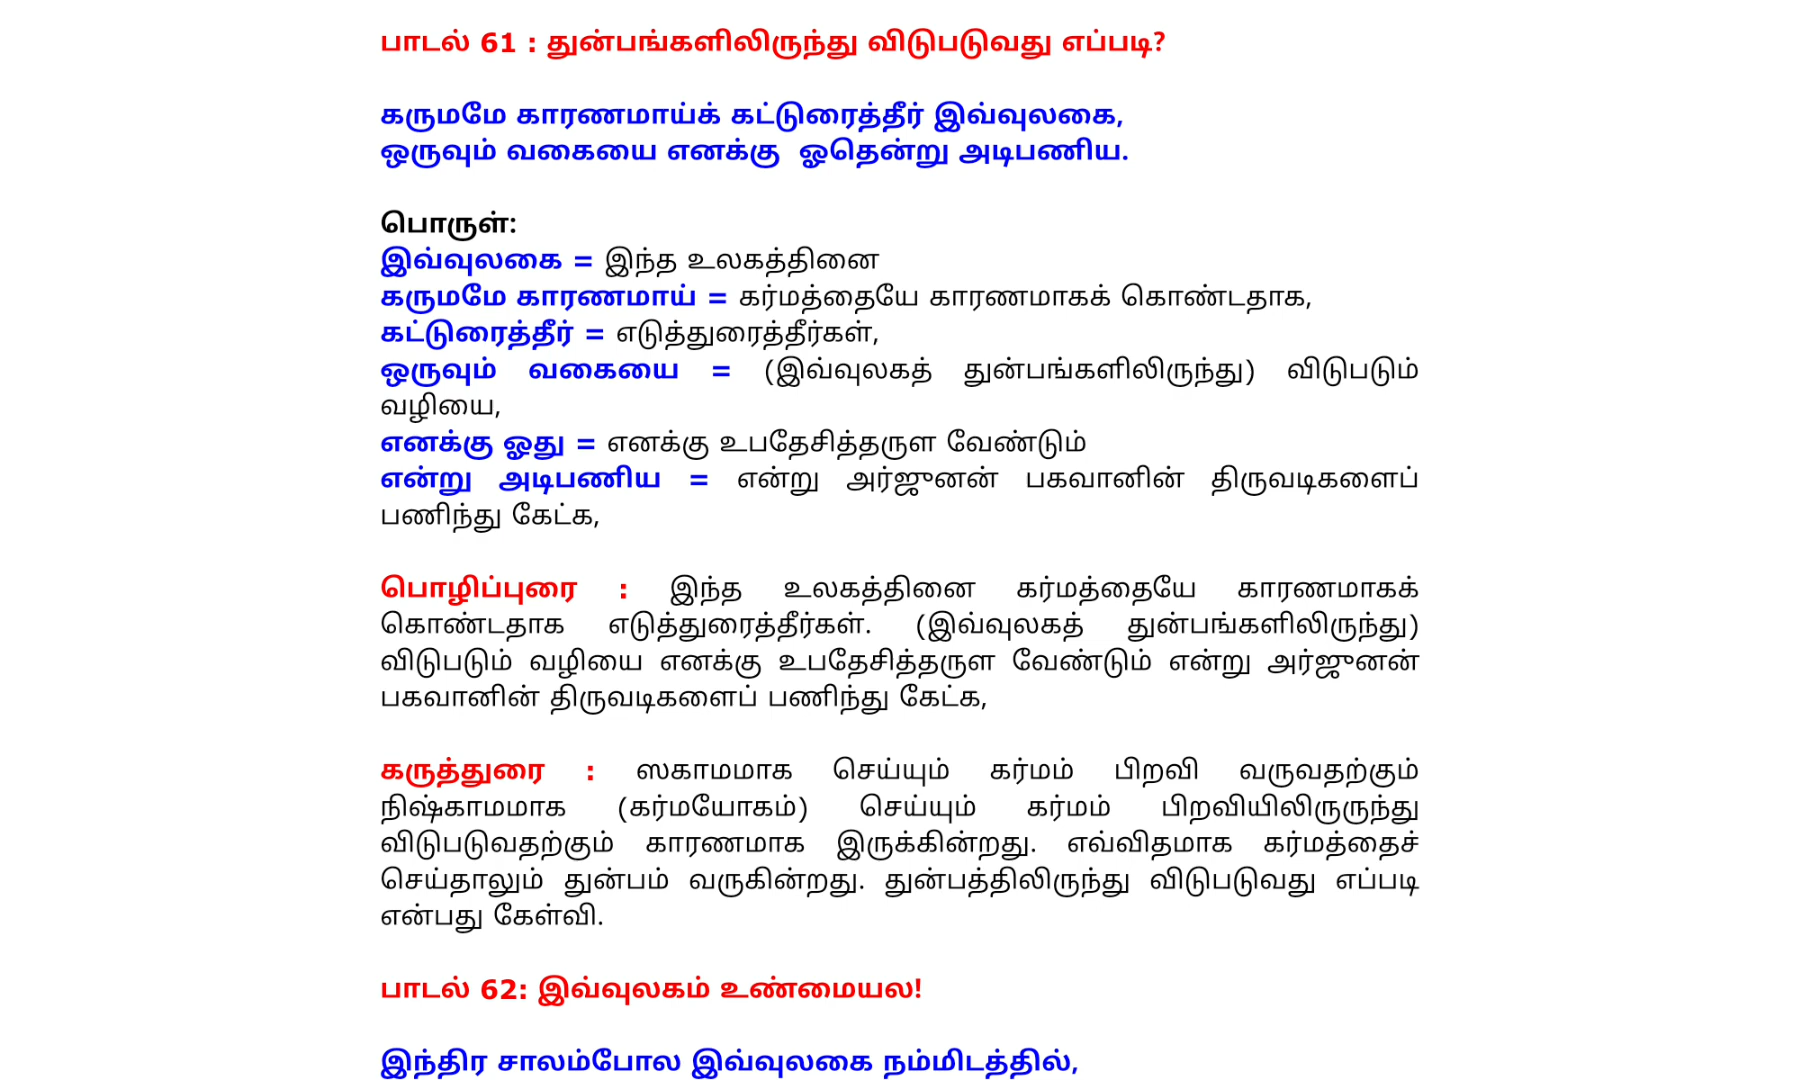 பாடல் 61 : துன்பங்களிலிருந்து விடுபடுவது எப்படி?
கருமமே காரணமாய்க் கட்டுரைத்தீர் இவ்வுலகை,
ஒருவும் வகையை எனக்கு  ஓதென்று அடிபணிய.
பொருள்:
இவ்வுலகை = இந்த உலகத்தினை
கருமமே காரணமாய் = கர்மத்தையே காரணமாகக் கொண்டதாக,
கட்டுரைத்தீர் = எடுத்துரைத்தீர்கள்,
ஒருவும் வகையை = (இவ்வுலகத் துன்பங்களிலிருந்து) விடுபடும்
வழியை,
எனக்கு ஓது = எனக்கு உபதேசித்தருள வேண்டும்
என்று அடிபணிய = என்று அர்ஜுனன் பகவானின் திருவடிகளைப்
பணிந்து கேட்க,
பொழிப்புரை : இந்த உலகத்தினை கர்மத்தையே காரணமாகக்
கொண்டதாக எடுத்துரைத்தீர்கள். (இவ்வுலகத் துன்பங்களிலிருந்து)
விடுபடும் வழியை எனக்கு உபதேசித்தருள வேண்டும் என்று அர்ஜுனன்
பகவானின் திருவடிகளைப் பணிந்து கேட்க,
கருத்துரை : ஸகாமமாக செய்யும் கர்மம் பிறவி வருவதற்கும்
நிஷ்காமமாக (கர்மயோகம்) செய்யும் கர்மம் பிறவியிலிருருந்து
விடுபடுவதற்கும் காரணமாக இருக்கின்றது. எவ்விதமாக கர்மத்தைச்
செய்தாலும் துன்பம் வருகின்றது. துன்பத்திலிருந்து விடுபடுவது எப்படி
என்பது கேள்வி.
பாடல் 62: இவ்வுலகம் உண்மையல!
இந்திர சாலம்போல இவ்வுலகை நம்மிடத்தில்,